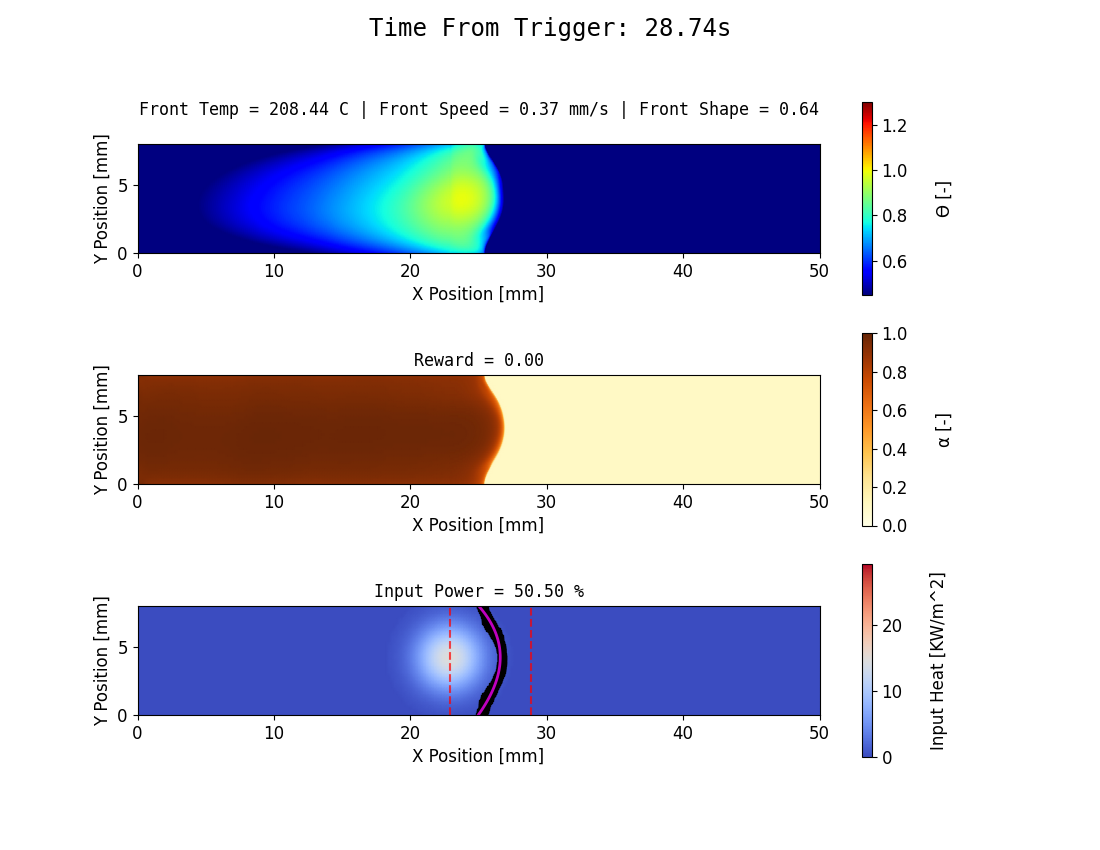 Time From Trigger: 28.74s
Front Temp = 208.44 C | Front Speed = 0.37 mm/s | Front Shape = 0.64
Y Position [mm]
5
0
0 10 20 30 40 50
X Position [mm]
1.2
1.0
0.8
0.6
Θ [-]
Reward = 0.00
Y Position [mm]
5
0
0 10 20 30 40 50
X Position [mm]
1.0
0.8
0.6
0.4
0.2
0.0
α [-]
Input Power = 50.50 %
Y Position [mm]
5
0
0 10 20 30 40 50
X Position [mm]
20
10
0
Input Heat [KW/m^2]